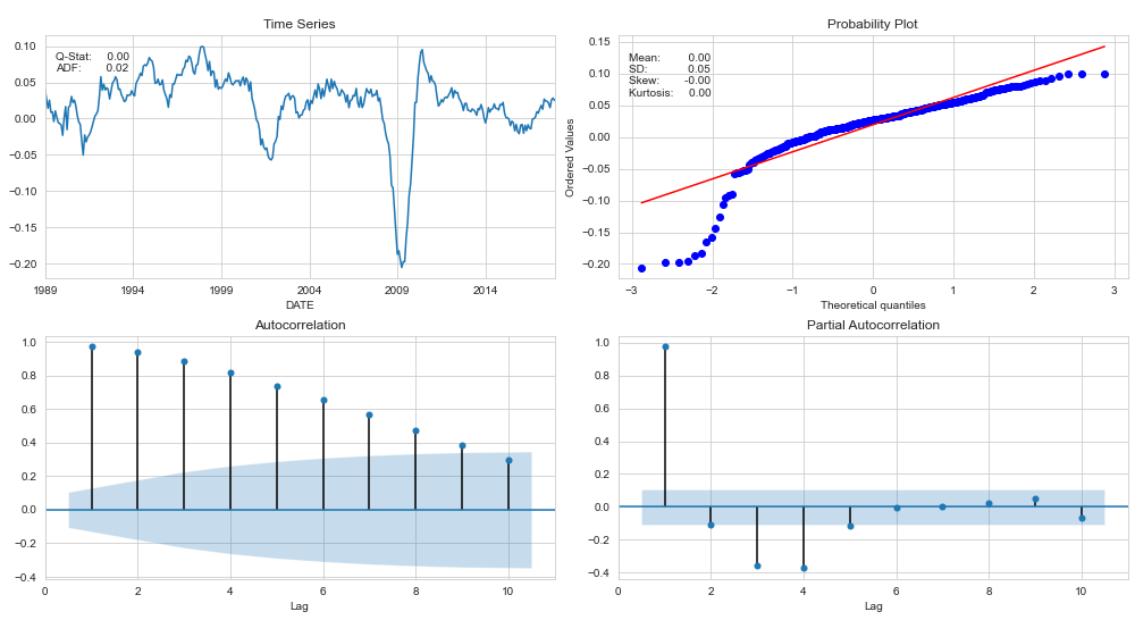 Time Series
0.10
0.05
0.00
−0.05
−0.10
−0.15
−0.20
Q-Stat: 0.00
ADF: 0.02
1989 1994 1999 2004 2009 2014
DATE
Probability Plot
0.15
0.10
0.05
0.00
−0.05
−0.10
−0.15
−0.20
Ordered Values
Mean: 0.00
SD: 0.05
Skew: -0.00
Kurtosis: 0.00
−3 −2 −1 0 1 2 3
Theoretical quantiles
Autocorrelation
1.0
0.8
0.6
0.4
0.2
0.0
−0.2
−0.4
0 2 4 6 8 10
Lag
Partial Autocorrelation
1.0
0.8
0.6
0.4
0.2
0.0
−0.2
−0.4
0 2 4 6 8 10
Lag